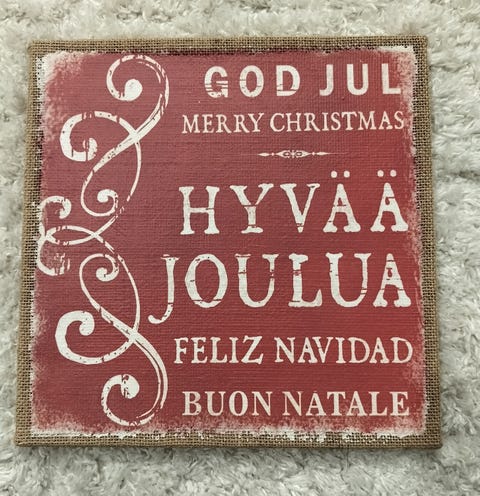 GOD JUL
MERRY CHRISTMAS
HYVÄÄ
JOULUA
FELIZ NAVIDAD
BUON NATALE